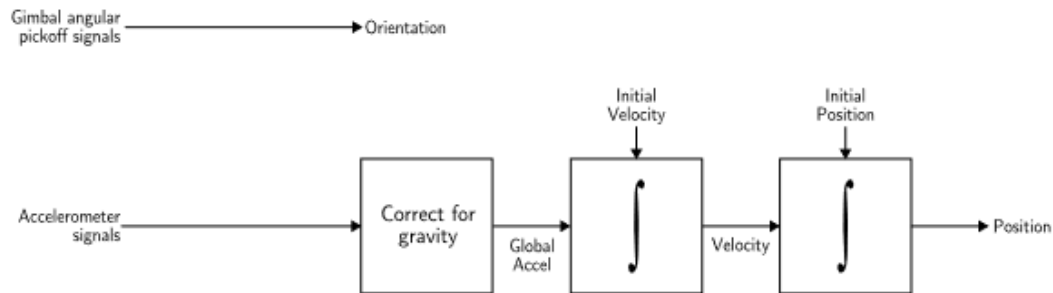 Gimbal angular
pickoff signals
Orientation
Initial
Velocity
Initial
Position
Accelerometer
signals
Correct for
gravity
Global
Accel
∫
Velocity
∫
Position